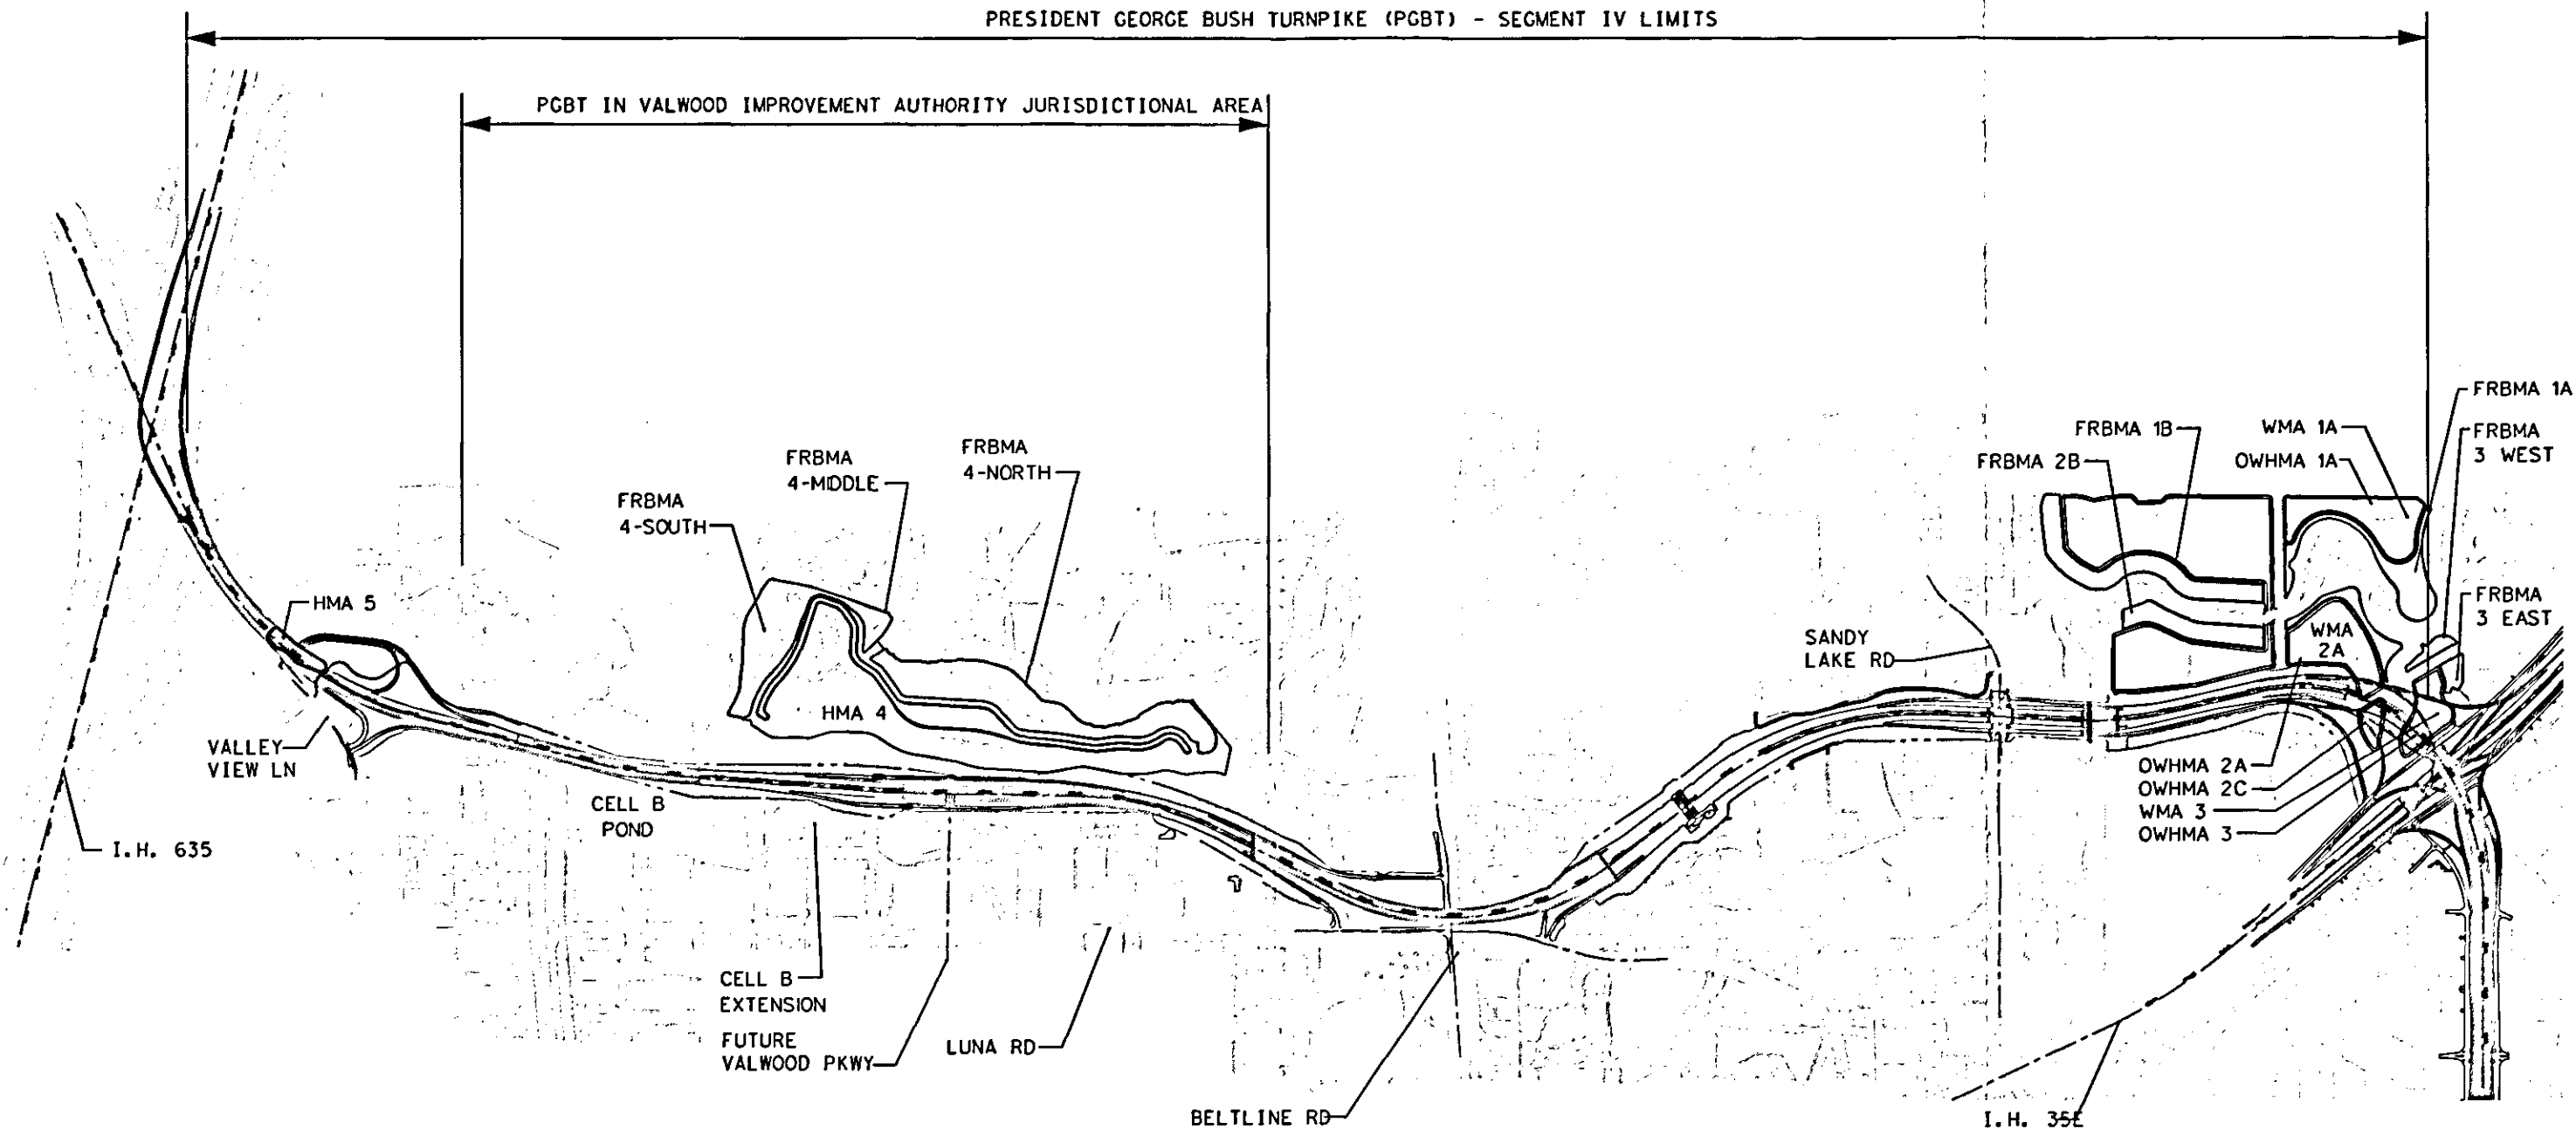 PRESIDENT GEORGE BUSH TURNPIKE (PGBT) - SEGMENT IV LIMITS
PGBT IN VALWOOD IMPROVEMENT AUTHORITY JURISDICTIONAL AREA
FRBMA 1A
FRBMA
3 WEST
FRBMA 1B
WMA 1A
FRBMA 2B
OWHMA 1A
FRBMA
4-SOUTH
FRBMA
4-MIDDLE
FRBMA
4-NORTH
HMA 5
FRBMA
3 EAST
SANDY
LAKE RD
WMA
2A
HMA 4
VALLEY
VIEW LN
OWHMA 2A
OWHMA 2C
WMA 3
OWHMA 3
CELL B
POND
I.H. 635
CELL B
EXTENSION
FUTURE
VALWOOD PKWY
LUNA RD
BELTLINE RD
I.H. 35E